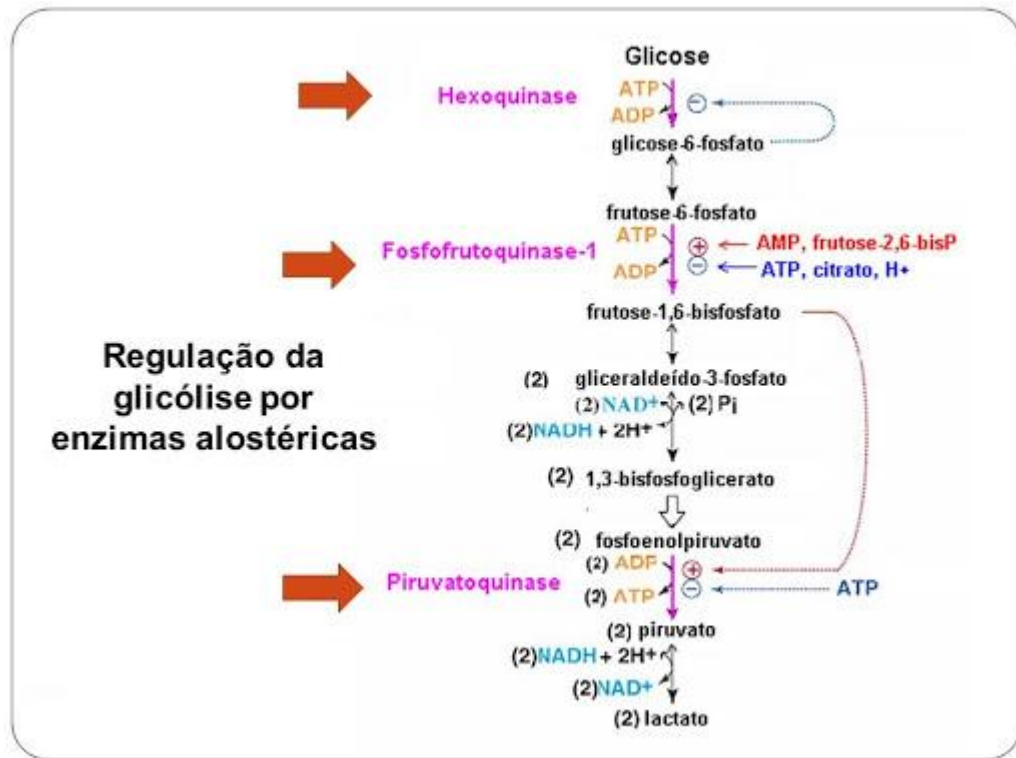 Glicose
Hexoquinase
ATP
ADP
−
glicose-6-fosfato
frutose-6-fosfato
Fosfofrutoquinase-1
ATP
ADP
+
−
AMP, frutose-2,6-bisP
ATP, citrato, H+
frutose-1,6-bisfosfato
Regulação da
glicólise por
enzimas alostéricas
(2) gliceraldeído-3-fosfato
(2) NAD+ (2) Pi
(2)NADH + 2H+
(2) 1,3-bisfosfoglicerato
(2) fosfoenolpiruvato
Piruvatoquinase
(2) ADP
(2) ATP
+
−
ATP
(2) piruvato
(2)NADH + 2H+
(2)NAD+
(2) lactato